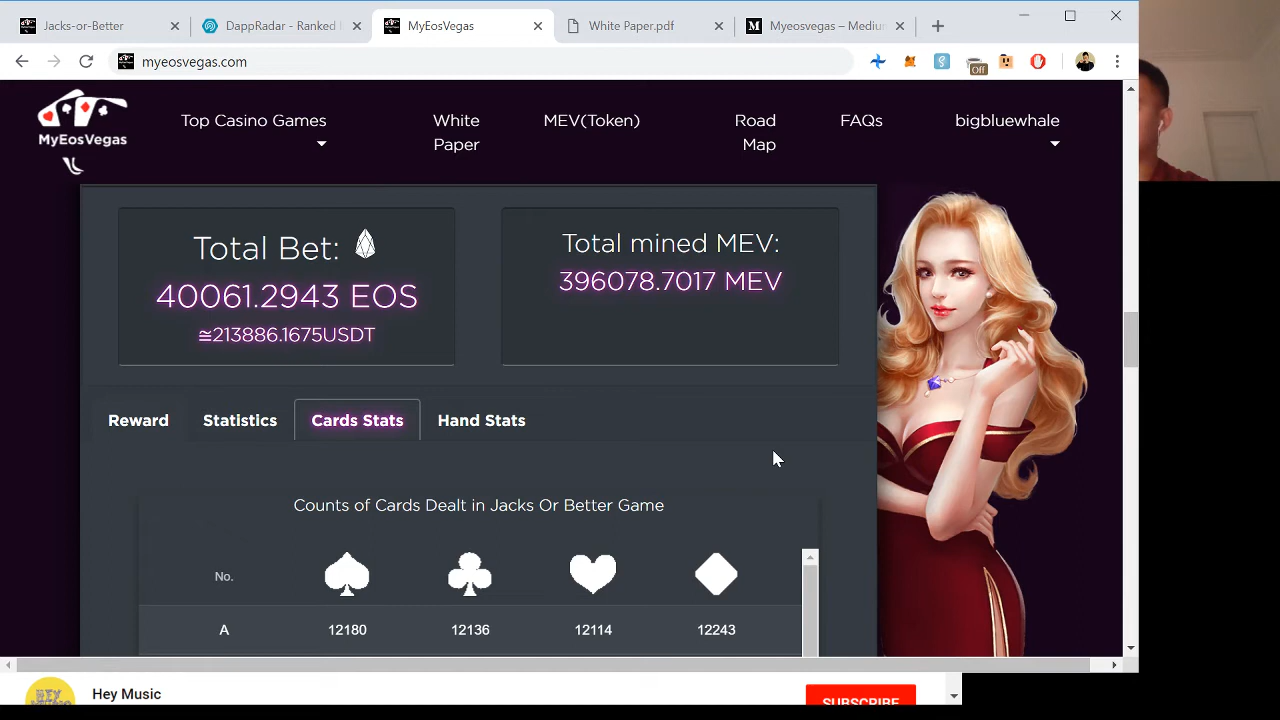 Jacks-or-Better
DappRadar - Ranked
MyEosVegas
White Paper.pdf
Myeosvegas – Medium
myeosvegas.com
Off
MyEosVegas
Top Casino Games
White
Paper
MEV(Token)
Road
Map
FAQs
bigbluewhale
Total Bet:
40061.2943 EOS
≅213886.1675USDT
Total mined MEV:
396078.7017 MEV
Reward
Statistics
Cards Stats
Hand Stats
Counts of Cards Dealt in Jacks Or Better Game
No.
A 12180 12136 12114 12243
HEY
Hey Music
SUBSCRIBE